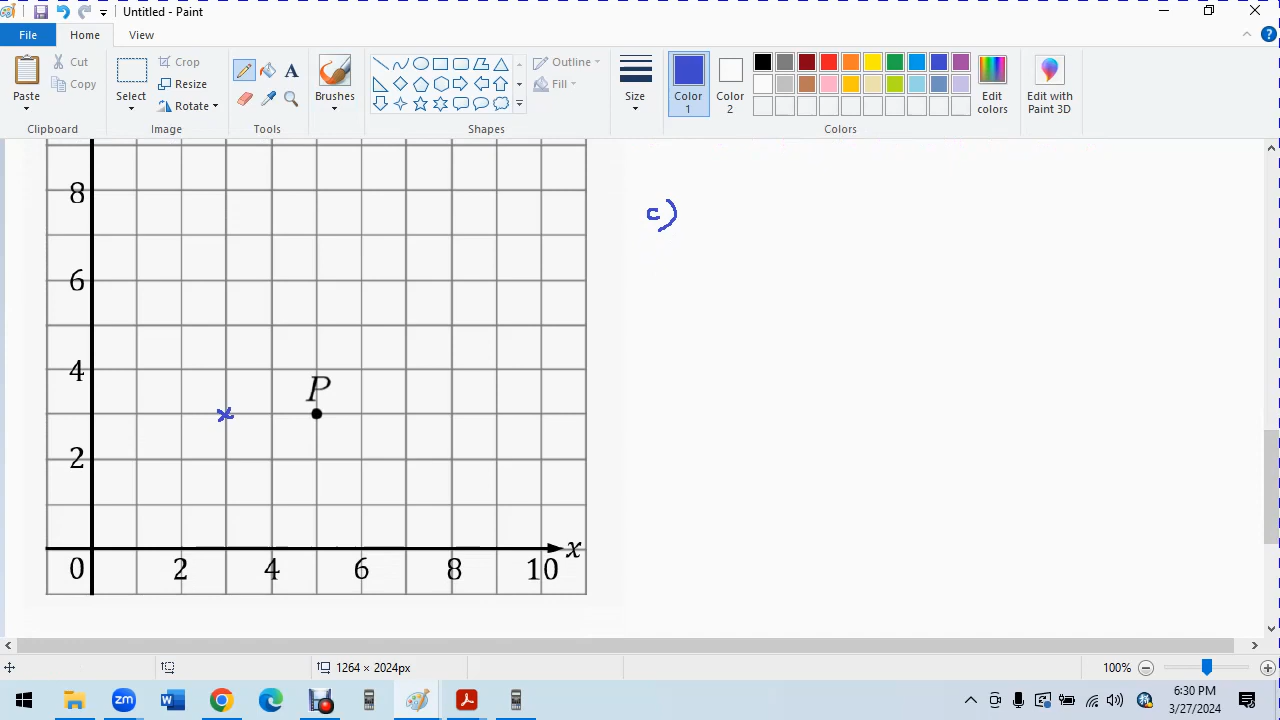 Untitled - Paint
File Home View
Paste
Cut
Copy
Clipboard
Select
Crop
Resize
Rotate
Image
A
Tools
Brushes
Outline
Fill
Shapes
Size
Color 1
Color 2
Edit colors
Colors
Edit with Paint 3D
8
6
4
2
0 2 4 6 8 10 x
P
c)
1264 × 2024px
100%
zm
6:30 PM
3/27/2024